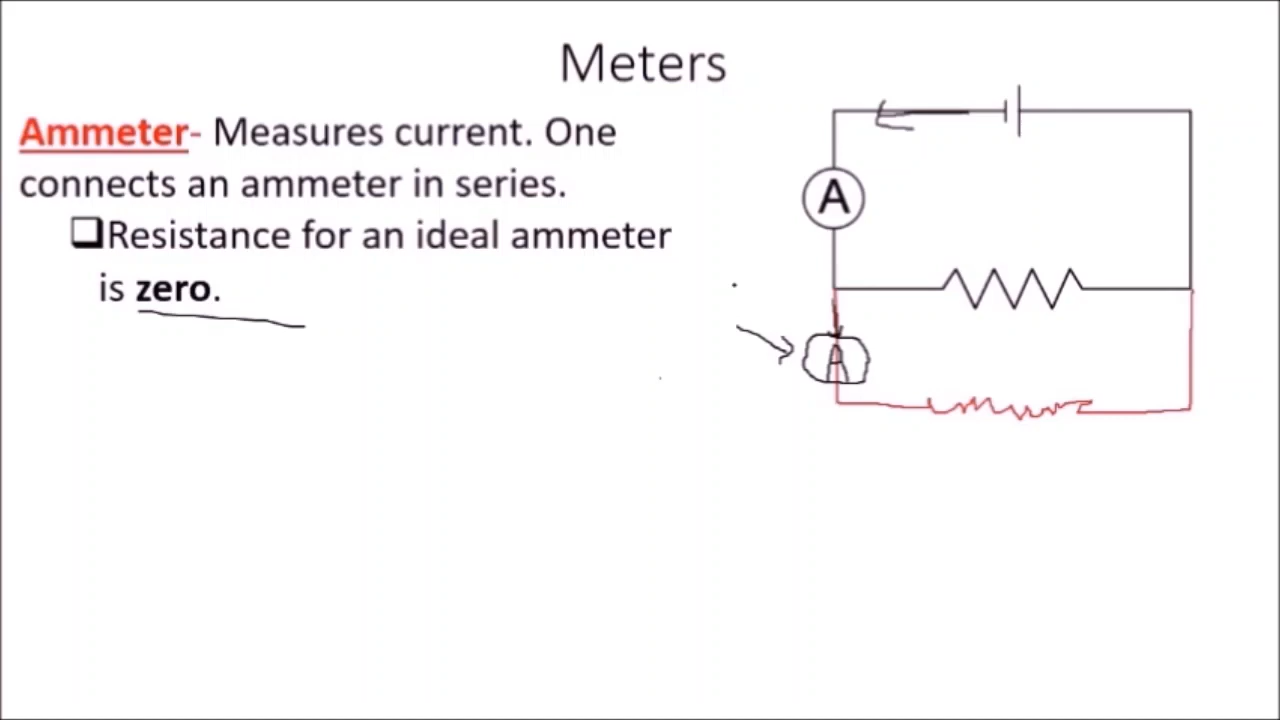 Meters
Ammeter- Measures current. One
connects an ammeter in series.
❑Resistance for an ideal ammeter
is zero.
A
A